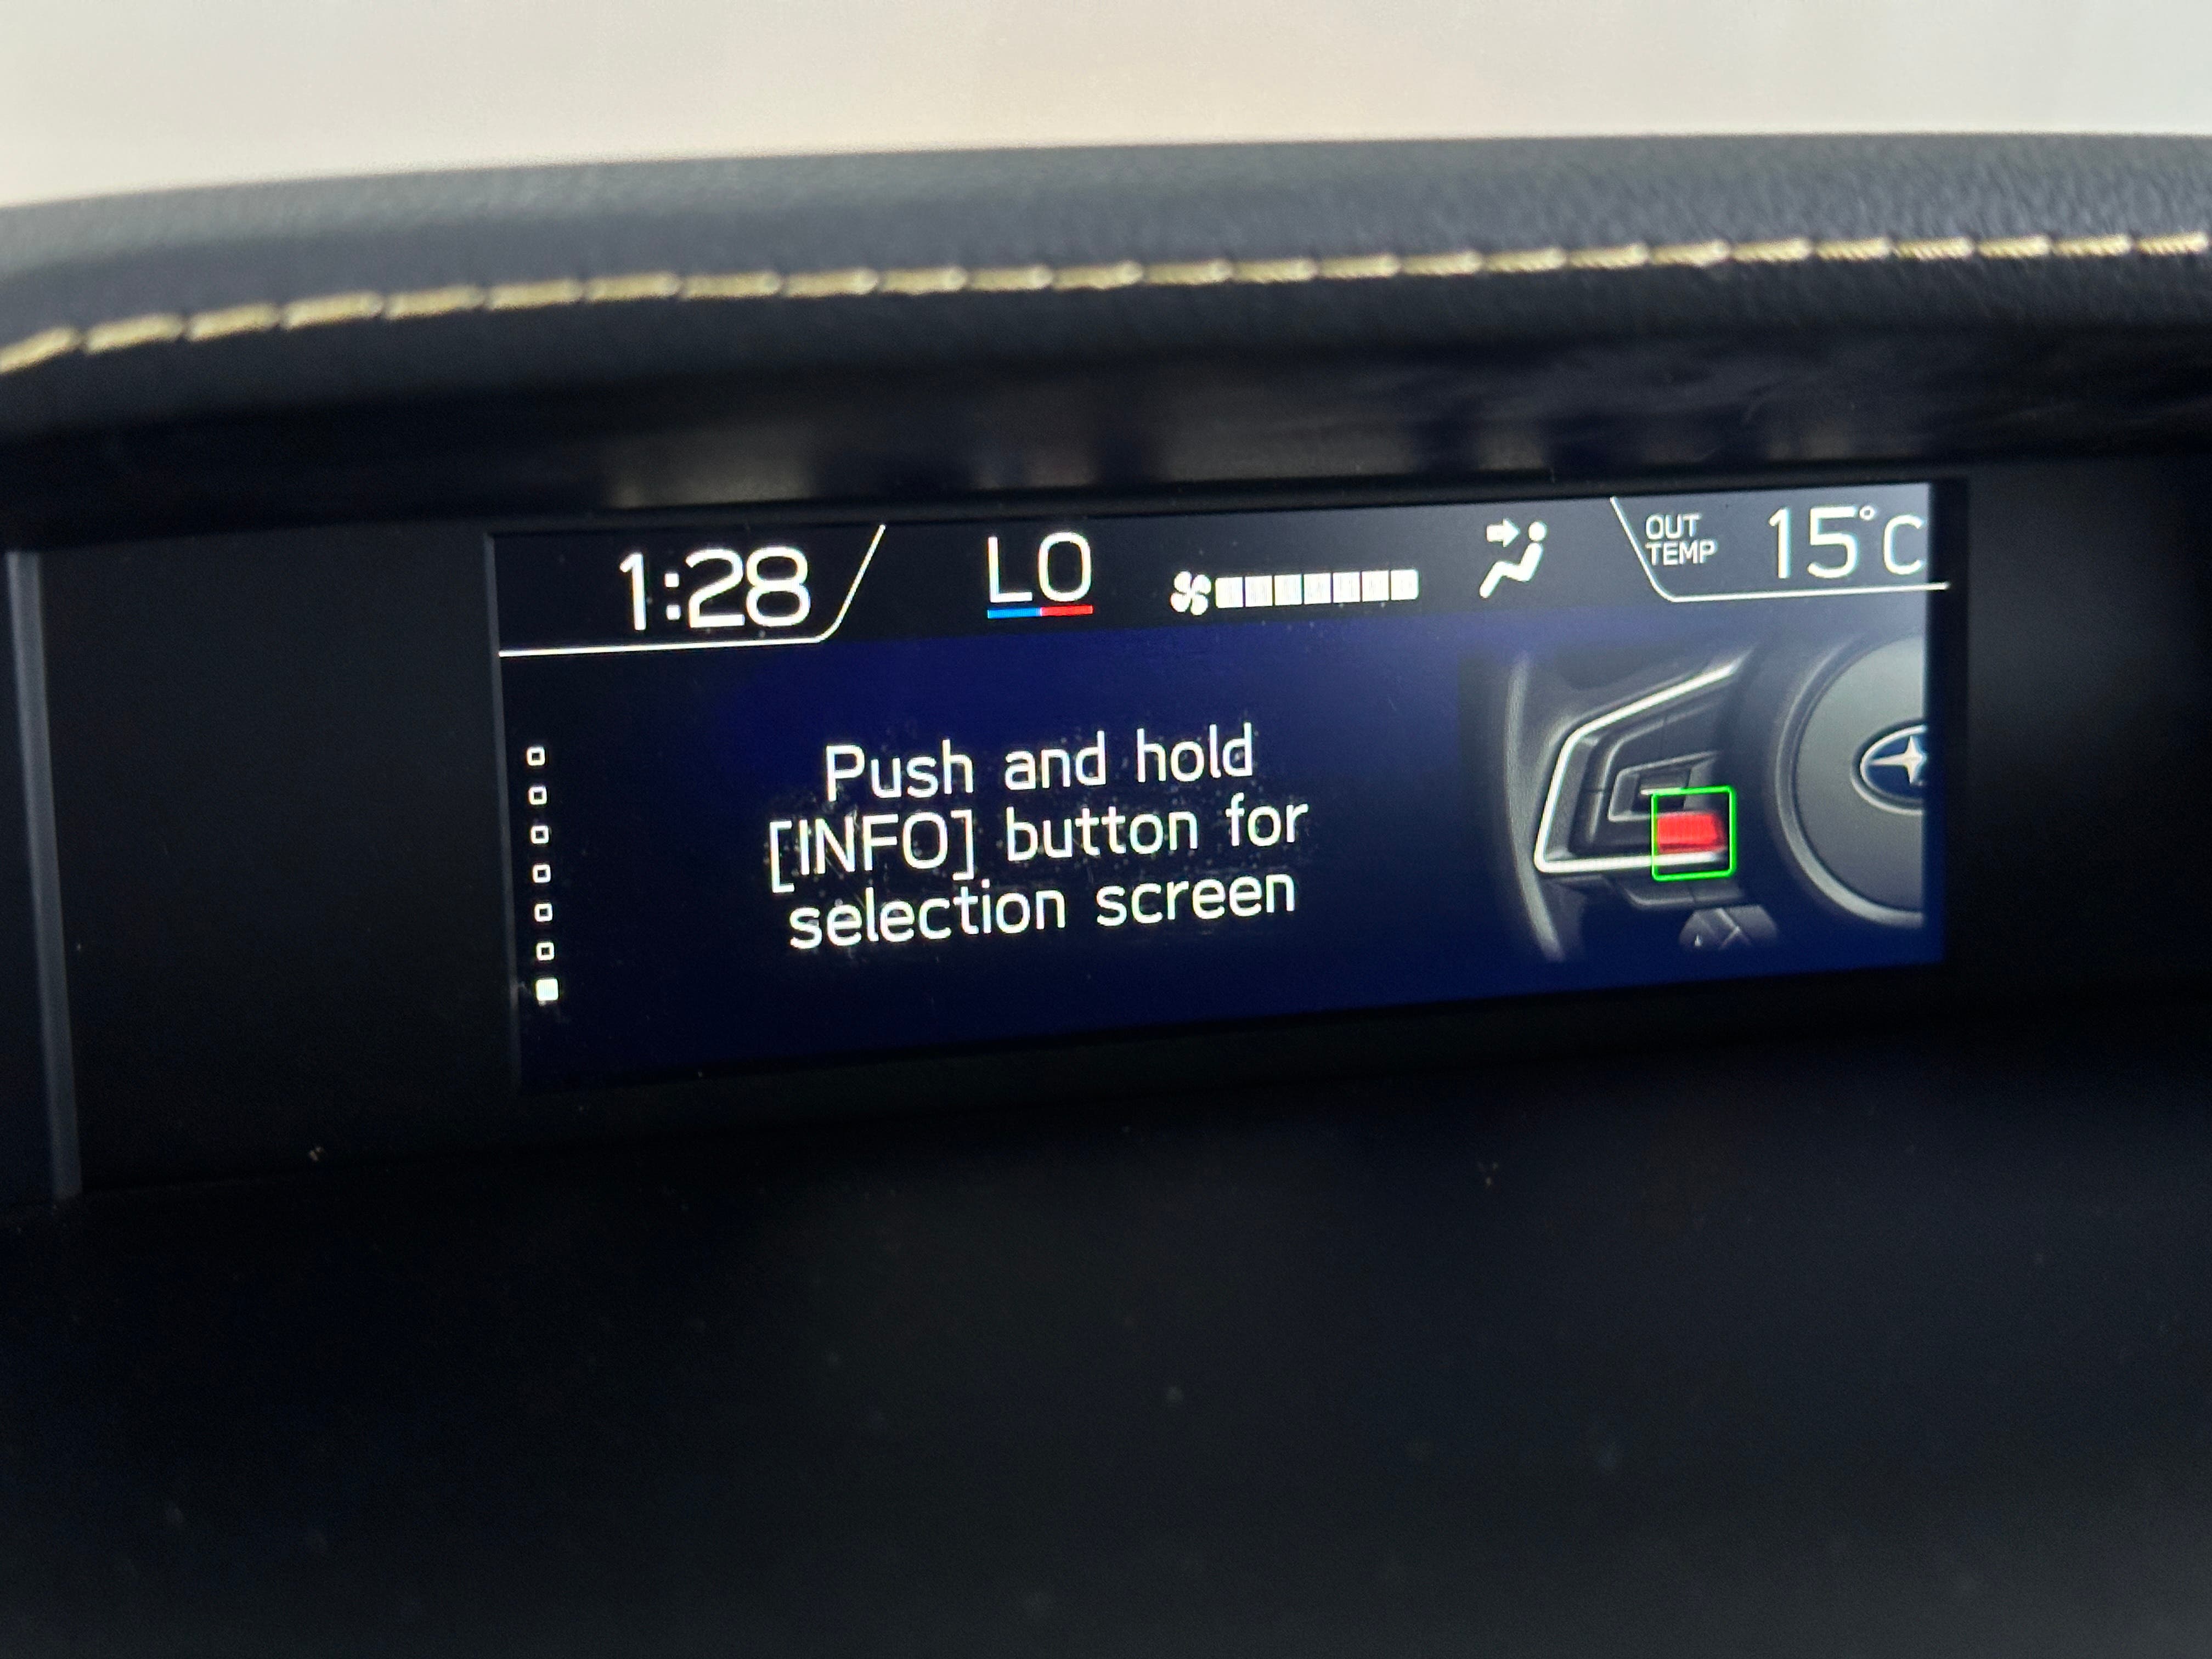 1:28
LO
OUT
TEMP
15°C
Push and hold
[INFO] button for
selection screen